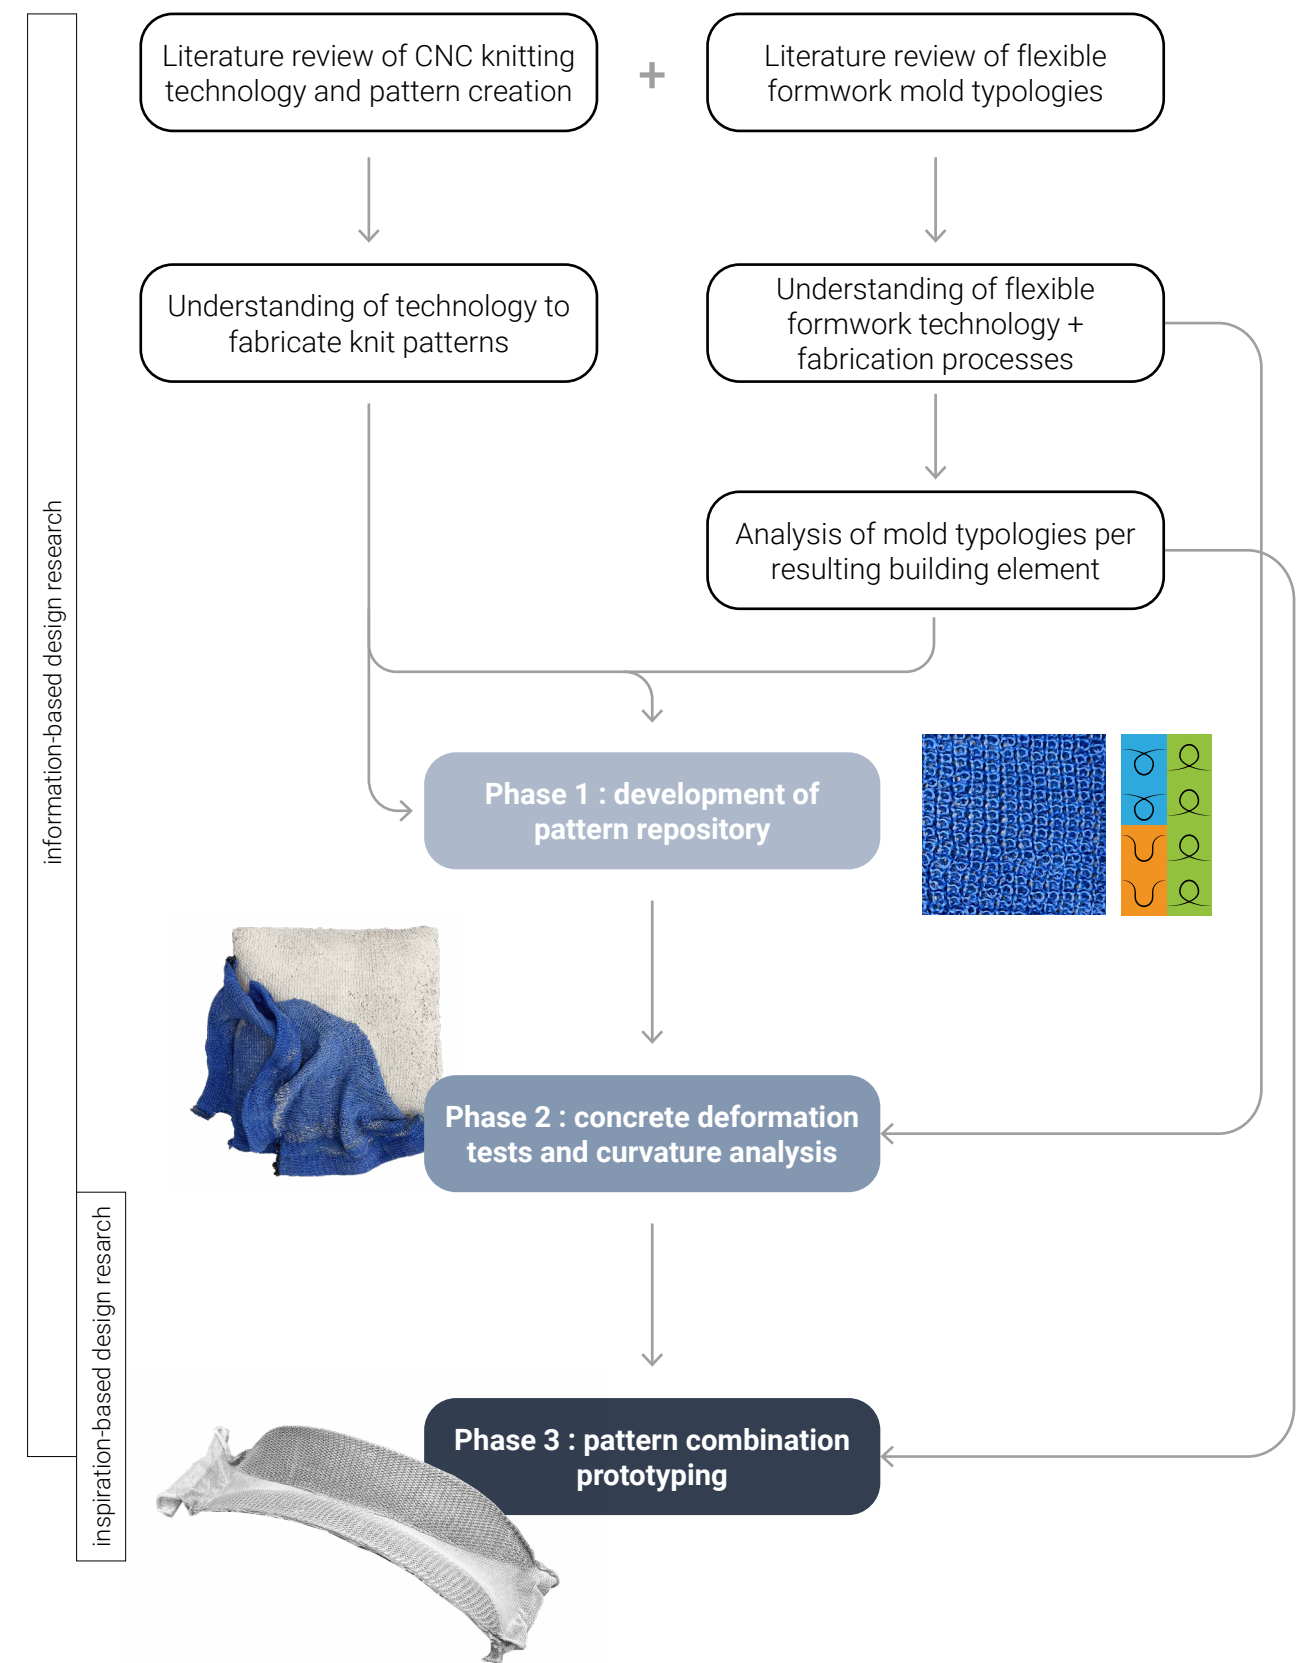 Literature review of CNC knitting
technology and pattern creation
+
Literature review of flexible
formwork mold typologies
Understanding of technology to
fabricate knit patterns
Understanding of flexible
formwork technology +
fabrication processes
Analysis of mold typologies per
resulting building element
information-based design research
Phase 1 : development of
pattern repository
Phase 2 : concrete deformation
tests and curvature analysis
inspiration-based design resarch
Phase 3 : pattern combination
prototyping